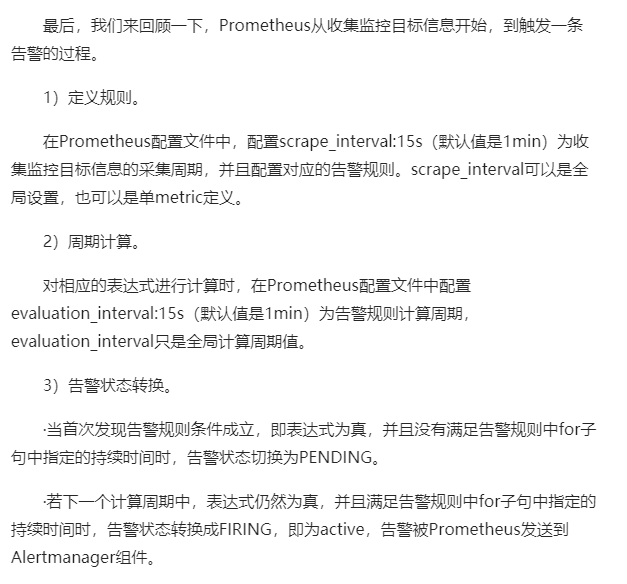 最后，我们来回顾一下，Prometheus从收集监控目标信息开始，到触发一条
告警的过程。
1）定义规则。
在Prometheus配置文件中，配置scrape_interval:15s（默认值是1min）为收
集监控目标信息的采集周期，并且配置对应的告警规则。scrape_interval可以是全
局设置，也可以是单metric定义。
2）周期计算。
对相应的表达式进行计算时，在Prometheus配置文件中配置
evaluation_interval:15s（默认值是1min）为告警规则计算周期，
evaluation_interval只是全局计算周期值。
3）告警状态转换。
·当首次发现告警规则条件成立，即表达式为真，并且没有满足告警规则中for子
句中指定的持续时间时，告警状态切换为PENDING。
·若下一个计算周期中，表达式仍然为真，并且满足告警规则中for子句中指定的
持续时间时，告警状态转换成FIRING，即为active，告警被Prometheus发送到
Alertmanager组件。